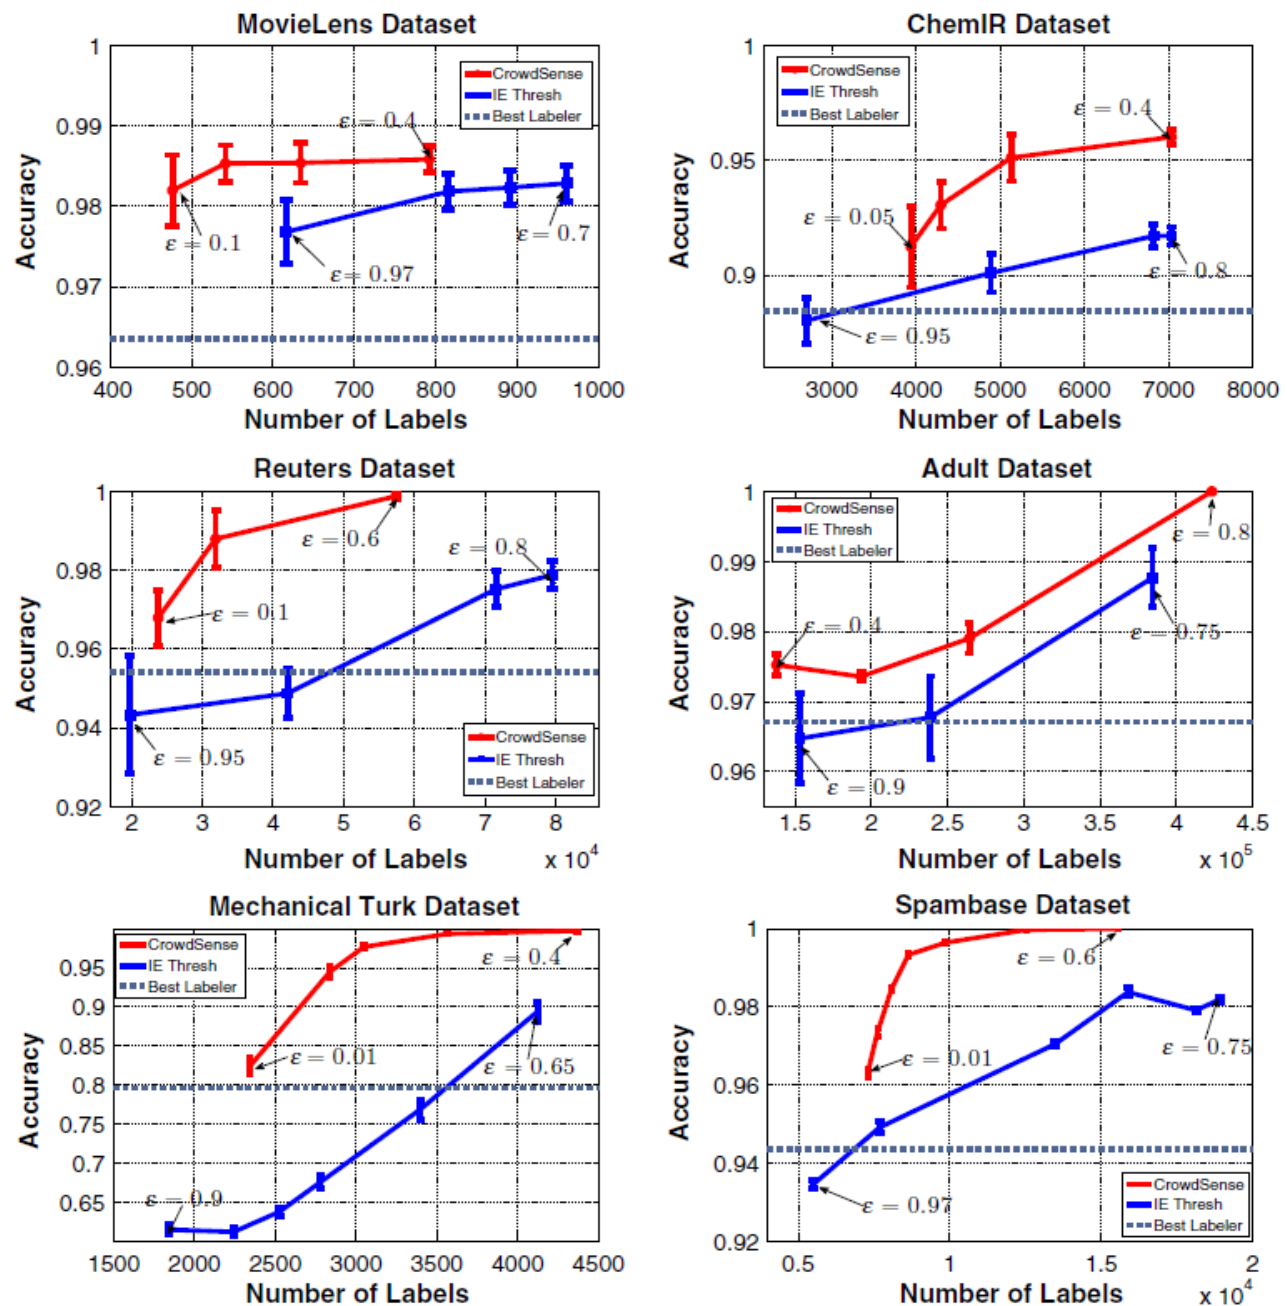 MovieLens Dataset
1
0.99
0.98
0.97
0.96
Accuracy
CrowdSense
IE Thresh
Best Labeler
ε = 0.4
ε = 0.1
ε = 0.97
ε = 0.7
400 500 600 700 800 900 1000
Number of Labels
ChemIR Dataset
1
0.95
0.9
Accuracy
CrowdSense
IE Thresh
Best Labeler
ε = 0.4
ε = 0.05
ε = 0.8
ε = 0.95
3000 4000 5000 6000 7000 8000
Number of Labels
Reuters Dataset
1
0.98
0.96
0.94
0.92
Accuracy
ε = 0.6
ε = 0.8
ε = 0.1
ε = 0.95
CrowdSense
IE Thresh
Best Labeler
2 3 4 5 6 7 8
Number of Labels x 10⁴
Adult Dataset
1
0.99
0.98
0.97
0.96
Accuracy
CrowdSense
IE Thresh
Best Labeler
ε = 0.8
ε = 0.4
ε = 0.75
ε = 0.9
1.5 2 2.5 3 3.5 4 4.5
Number of Labels x 10⁵
Mechanical Turk Dataset
0.95
0.9
0.85
0.8
0.75
0.7
0.65
Accuracy
CrowdSense
IE Thresh
Best Labeler
ε = 0.4
ε = 0.01
ε = 0.65
ε = 0.9
1500 2000 2500 3000 3500 4000 4500
Number of Labels
Spambase Dataset
1
0.98
0.96
0.94
0.92
Accuracy
ε = 0.6
ε = 0.01
ε = 0.75
ε = 0.97
CrowdSense
IE Thresh
Best Labeler
0.5 1 1.5 2
Number of Labels x 10⁴